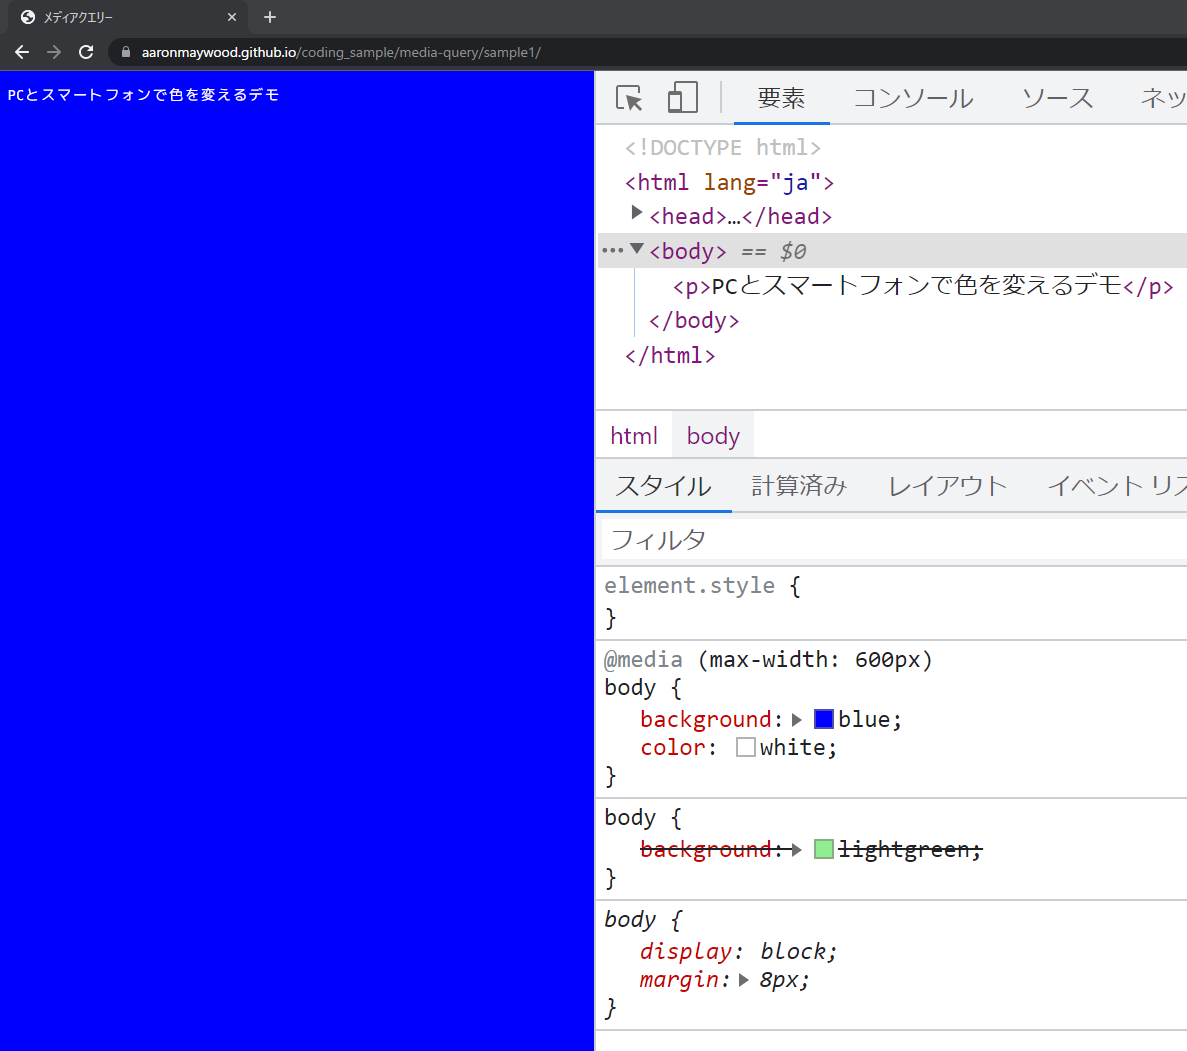 メディアクエリー
aaronmaywood.github.io/coding_sample/media-query/sample1/
PCとスマートフォンで色を変えるデモ
要素 コンソール ソース ネッ
<!DOCTYPE html>
<html lang="ja">
<head>…</head>
<body> == $0
<p>PCとスマートフォンで色を変えるデモ</p>
</body>
</html>
html body
スタイル 計算済み レイアウト イベント リス
フィルタ
element.style {
}
@media (max-width: 600px)
body {
background: blue;
color: white;
}
body {
background: lightgreen;
}
body {
display: block;
margin: 8px;
}